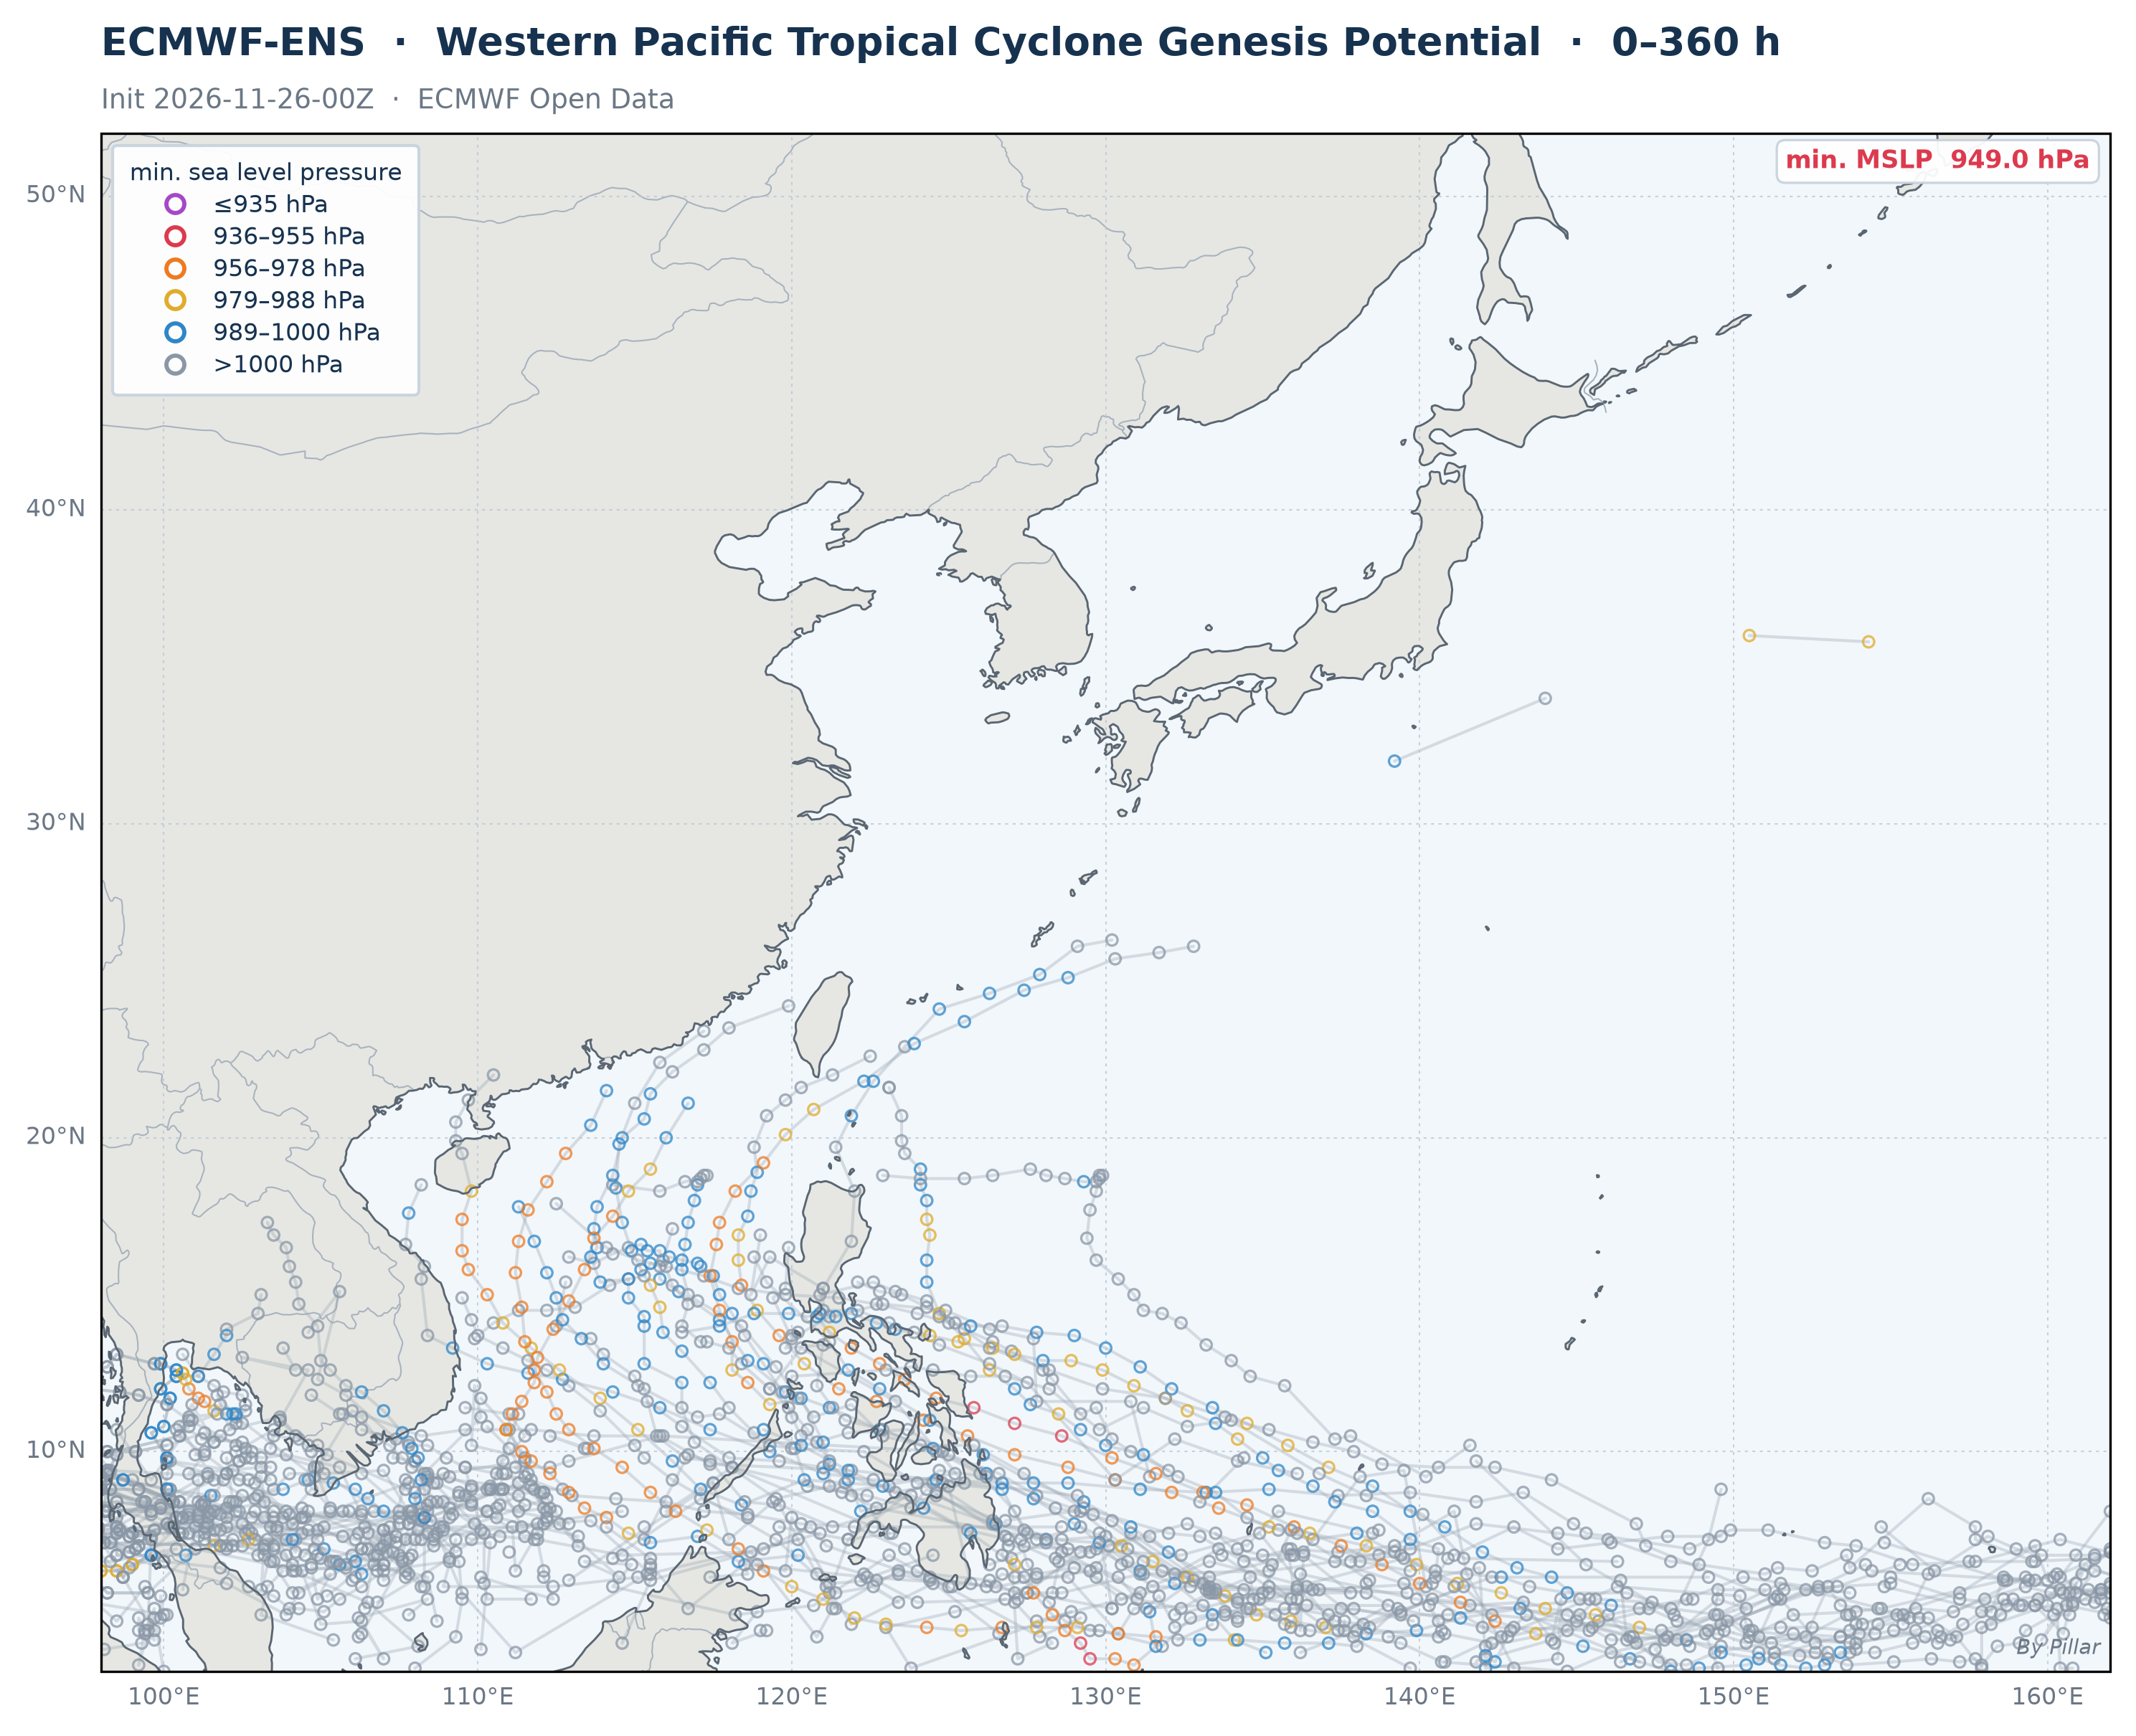 ECMWF-ENS · Western Pacific Tropical Cyclone Genesis Potential · 0–360 h
Init 2026-11-26-00Z · ECMWF Open Data
min. sea level pressure
≤935 hPa
936–955 hPa
956–978 hPa
979–988 hPa
989–1000 hPa
>1000 hPa
min. MSLP 949.0 hPa
50°N
40°N
30°N
20°N
10°N
By Pillar
100°E
110°E
120°E
130°E
140°E
150°E
160°E